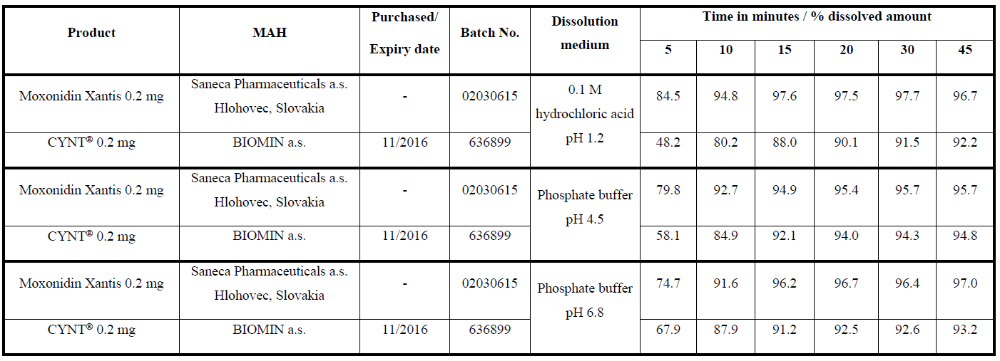 Product MAH Purchased/ Expiry date Batch No. Dissolution medium Time in minutes / % dissolved amount
5 10 15 20 30 45
Moxonidin Xantis 0.2 mg Saneca Pharmaceuticals a.s. Hlohovec, Slovakia - 02030615 0.1 M hydrochloric acid pH 1.2 84.5 94.8 97.6 97.5 97.7 96.7
CYNT® 0.2 mg BIOMIN a.s. 11/2016 636899 48.2 80.2 88.0 90.1 91.5 92.2
Moxonidin Xantis 0.2 mg Saneca Pharmaceuticals a.s. Hlohovec, Slovakia - 02030615 Phosphate buffer pH 4.5 79.8 92.7 94.9 95.4 95.7 95.7
CYNT® 0.2 mg BIOMIN a.s. 11/2016 636899 58.1 84.9 92.1 94.0 94.3 94.8
Moxonidin Xantis 0.2 mg Saneca Pharmaceuticals a.s. Hlohovec, Slovakia - 02030615 Phosphate buffer pH 6.8 74.7 91.6 96.2 96.7 96.4 97.0
CYNT® 0.2 mg BIOMIN a.s. 11/2016 636899 67.9 87.9 91.2 92.5 92.6 93.2